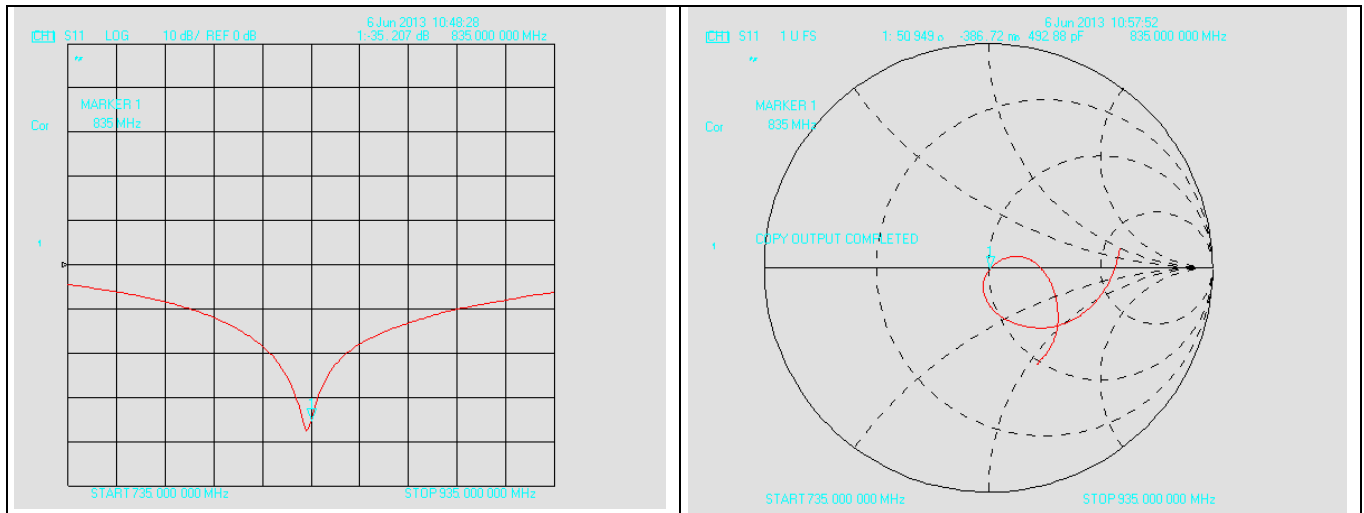 6 Jun 2013 10:48:28
CH1 S11 LOG 10 dB/ REF 0 dB 1:-35.207 dB 835.000 000 MHz
MARKER 1
835 MHz
Cor
1
1
START 735.000 000 MHz STOP 935.000 000 MHz
6 Jun 2013 10:57:52
CH1 S11 1 U FS 1: 50.949 Ω -386.72 mΩ 492.88 pF 835.000 000 MHz
MARKER 1
835 MHz
Cor
COPY OUTPUT COMPLETED
1
1
START 735.000 000 MHz STOP 935.000 000 MHz